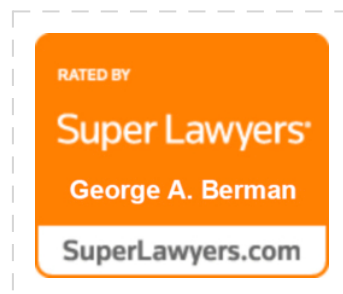 RATED BY
Super Lawyers®
George A. Berman
SuperLawyers.com